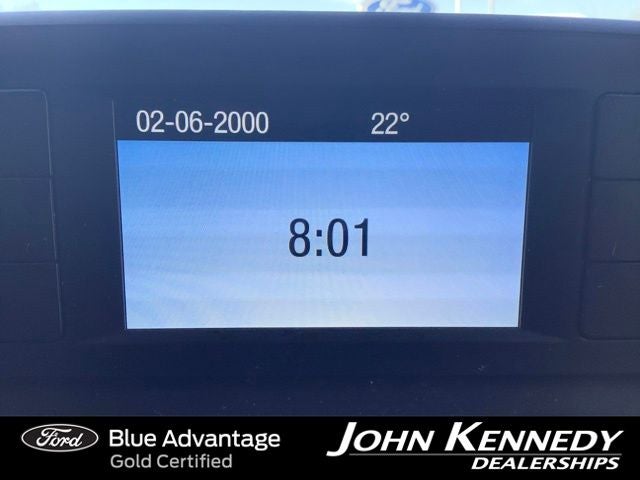 02-06-2000 22°
8:01
Ford Blue Advantage
Gold Certified
JOHN KENNEDY
DEALERSHIPS